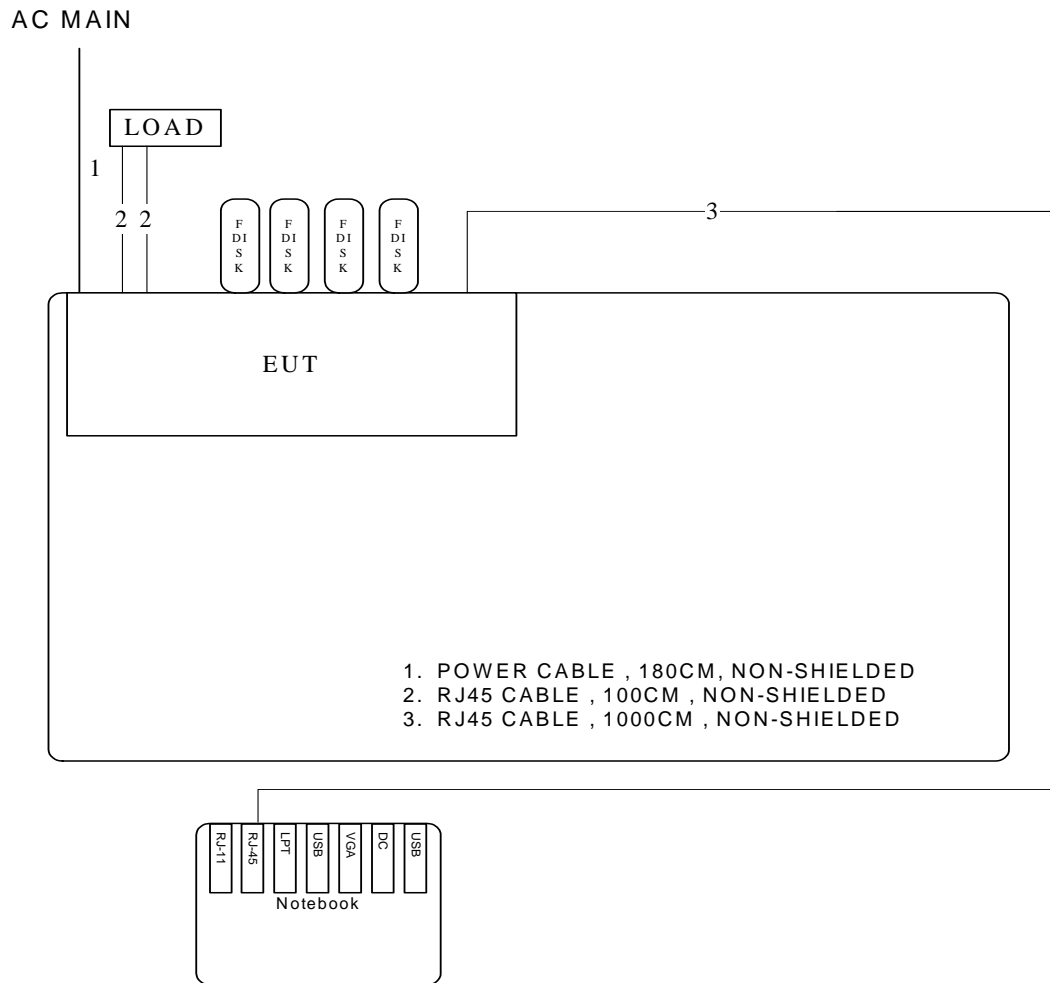 AC MAIN
LOAD
1
2 2
3
F
DI
S
K
F
DI
S
K
F
DI
S
K
F
DI
S
K
EUT
1. POWER CABLE , 180CM, NON-SHIELDED
2. RJ45 CABLE , 100CM , NON-SHIELDED
3. RJ45 CABLE , 1000CM , NON-SHIELDED
RJ-11
RJ-45
LPT
USB
VGA
DC
USB
Notebook